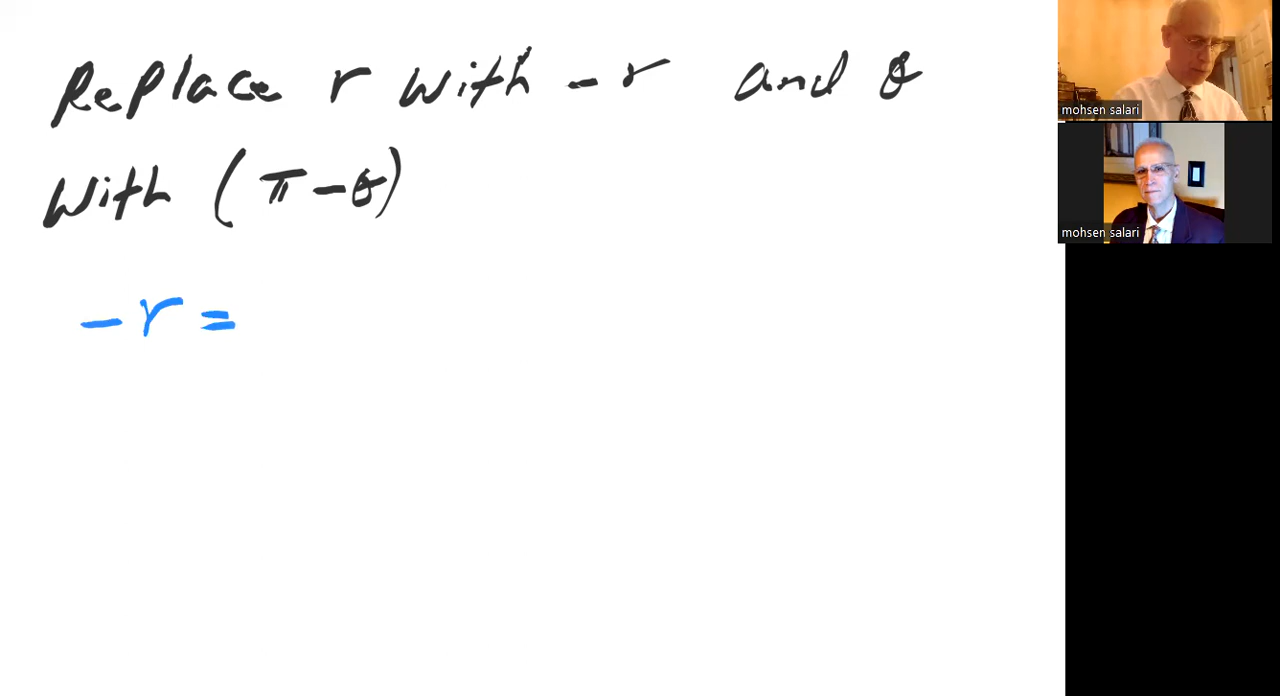 Replace r with -r and θ
with (π-θ)
-r =
mohsen salari
mohsen salari